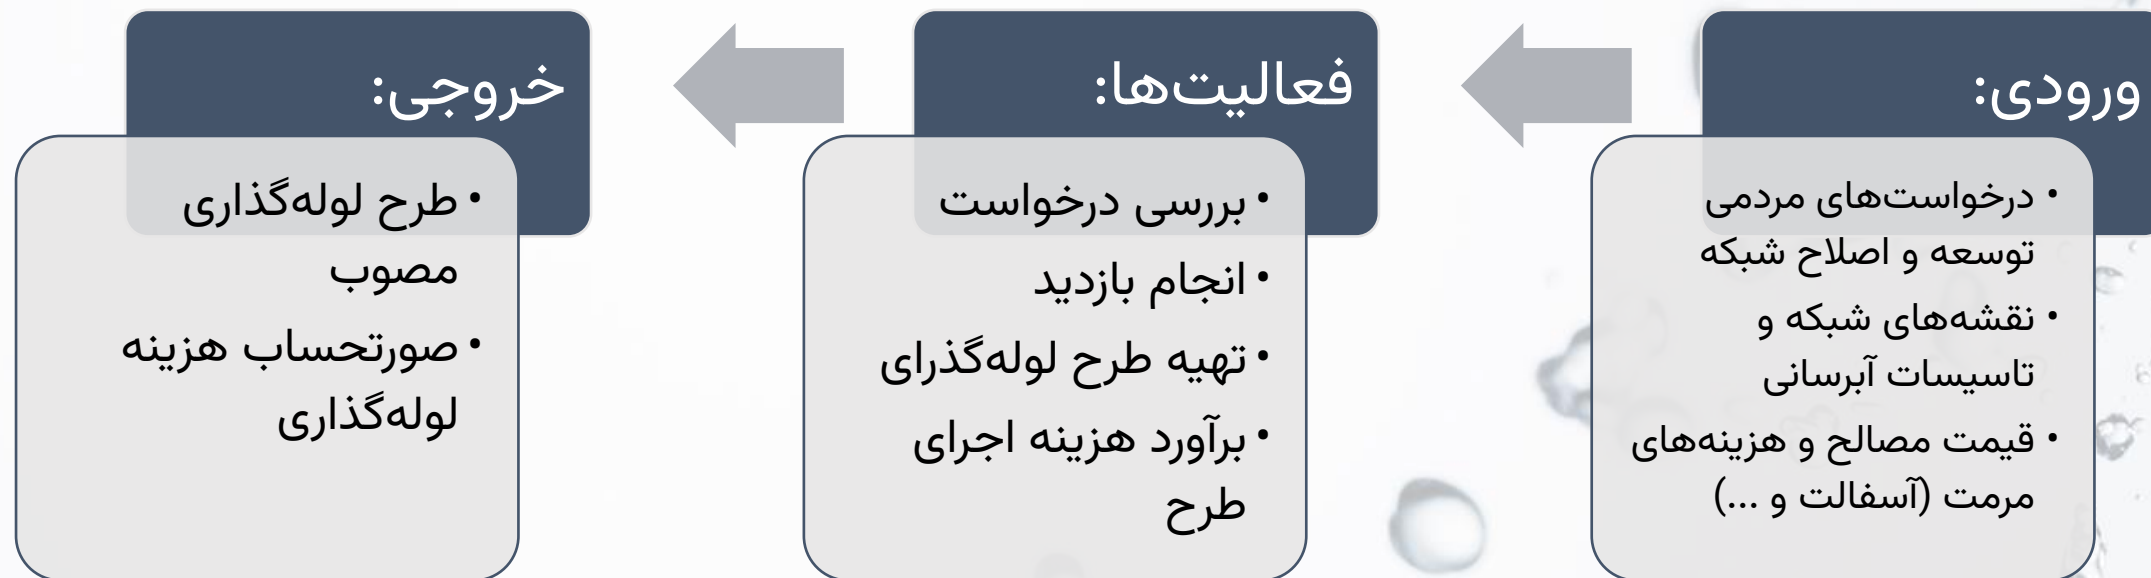 ورودی:
• درخواست‌های مردمی
توسعه و اصلاح شبکه
• نقشه‌های شبکه و
تاسیسات آبرسانی
• قیمت مصالح و هزینه‌های
مرمت (آسفالت و ...)
فعالیت‌ها:
• بررسی درخواست
• انجام بازدید
• تهیه طرح لوله‌گذرای
• برآورد هزینه اجرای
طرح
خروجی:
• طرح لوله‌گذاری
مصوب
• صورتحساب هزینه
لوله‌گذاری